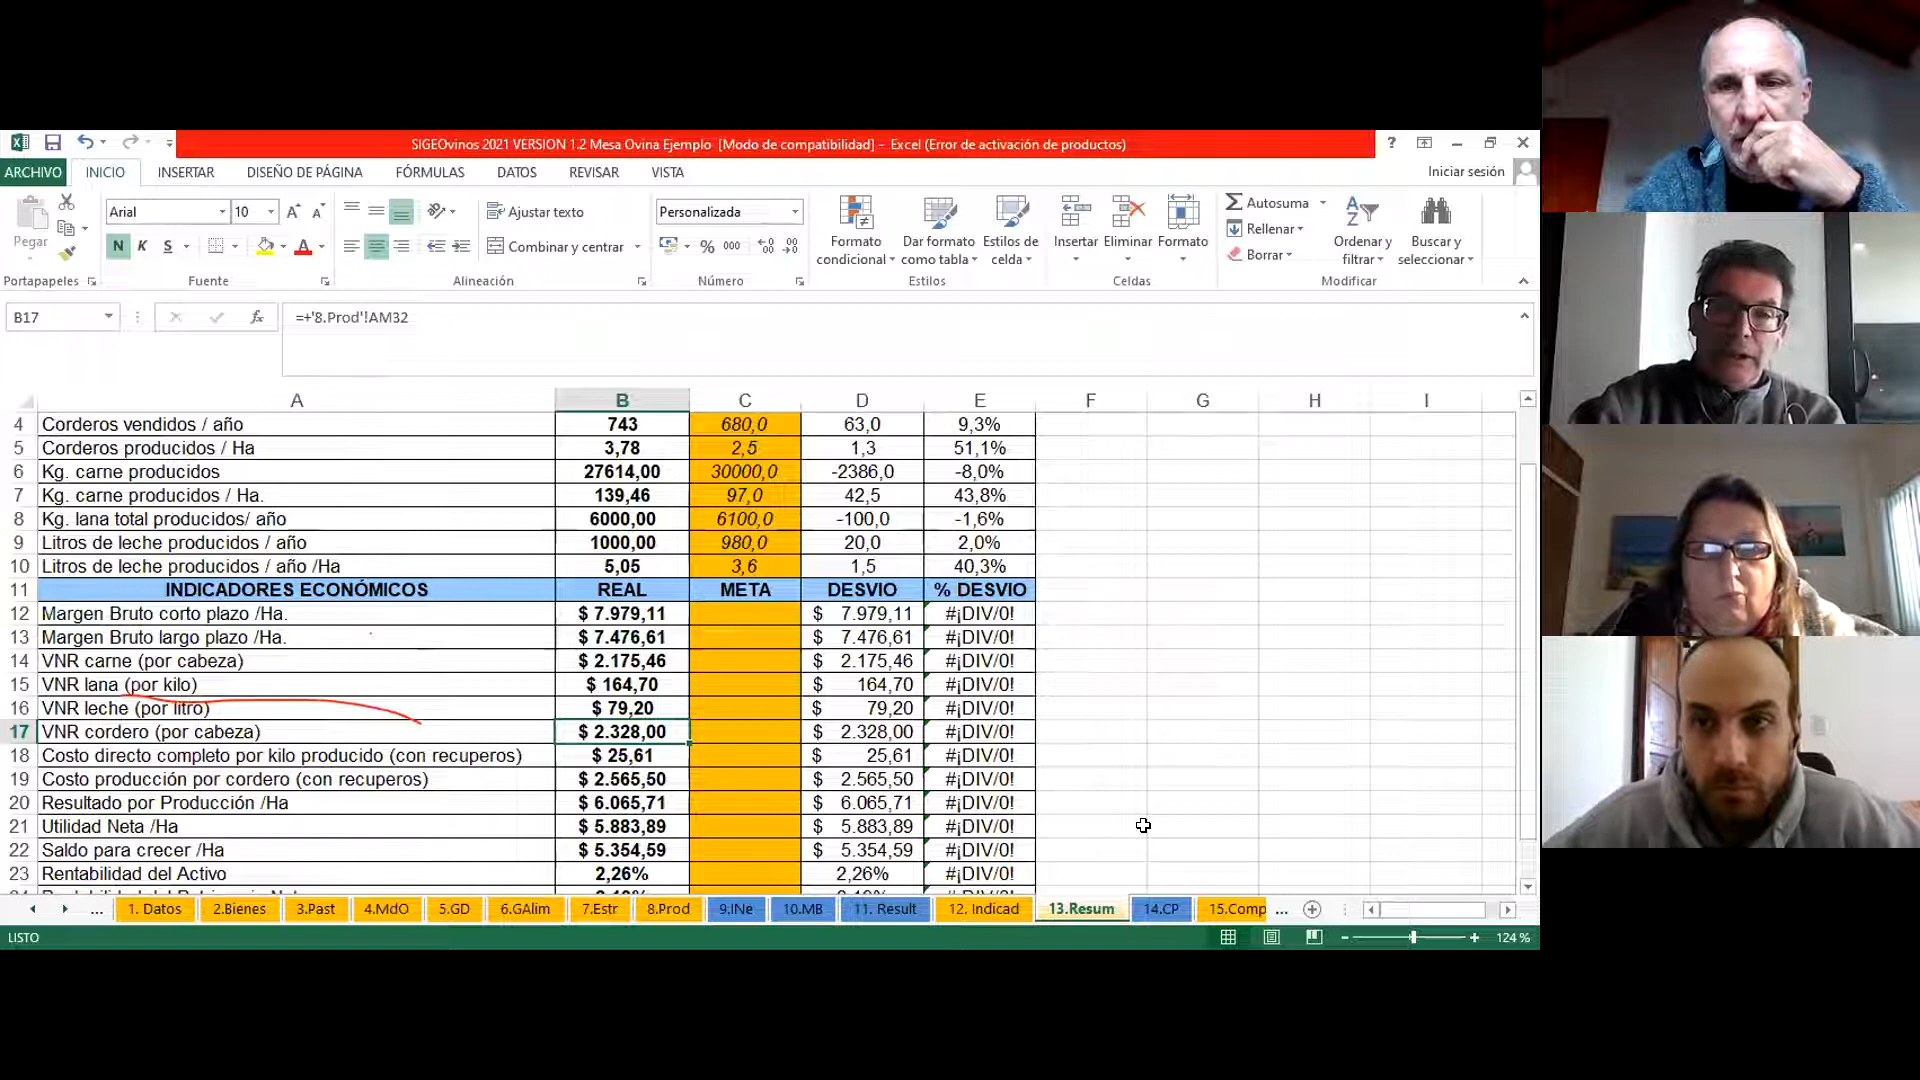 SIGEOvinos 2021 VERSION 1.2 Mesa Ovina Ejemplo [Modo de compatibilidad] - Excel (Error de activación de productos)
ARCHIVO INICIO INSERTAR DISEÑO DE PÁGINA FÓRMULAS DATOS REVISAR VISTA Iniciar sesión
Arial 10 Ajustar texto Personalizada Autosuma
Pegar Formato condicional Dar formato como tabla Estilos de celda Insertar Eliminar Formato Rellenar Ordenar y filtrar Buscar y seleccionar
N K S Combinar y centrar % 000 Borrar
Portapapeles Fuente Alineación Número Estilos Celdas Modificar
B17 fx =+'8.Prod'!AM32
A B C D E F G H I
4 Corderos vendidos / año 743 680,0 63,0 9,3%
5 Corderos producidos / Ha 3,78 2,5 1,3 51,1%
6 Kg. carne producidos 27614,00 30000,0 -2386,0 -8,0%
7 Kg. carne producidos / Ha. 139,46 97,0 42,5 43,8%
8 Kg. lana total producidos/ año 6000,00 6100,0 -100,0 -1,6%
9 Litros de leche producidos / año 1000,00 980,0 20,0 2,0%
10 Litros de leche producidos / año /Ha 5,05 3,6 1,5 40,3%
11 INDICADORES ECONÓMICOS REAL META DESVIO % DESVIO
12 Margen Bruto corto plazo /Ha. $ 7.979,11 $ 7.979,11 #¡DIV/0!
13 Margen Bruto largo plazo /Ha. $ 7.476,61 $ 7.476,61 #¡DIV/0!
14 VNR carne (por cabeza) $ 2.175,46 $ 2.175,46 #¡DIV/0!
15 VNR lana (por kilo) $ 164,70 $ 164,70 #¡DIV/0!
16 VNR leche (por litro) $ 79,20 $ 79,20 #¡DIV/0!
17 VNR cordero (por cabeza) $ 2.328,00 $ 2.328,00 #¡DIV/0!
18 Costo directo completo por kilo producido (con recuperos) $ 25,61 $ 25,61 #¡DIV/0!
19 Costo producción por cordero (con recuperos) $ 2.565,50 $ 2.565,50 #¡DIV/0!
20 Resultado por Producción /Ha $ 6.065,71 $ 6.065,71 #¡DIV/0!
21 Utilidad Neta /Ha $ 5.883,89 $ 5.883,89 #¡DIV/0!
22 Saldo para crecer /Ha $ 5.354,59 $ 5.354,59 #¡DIV/0!
23 Rentabilidad del Activo 2,26% 2,26% #¡DIV/0!
... 1. Datos 2.Bienes 3.Past 4.MdO 5.GD 6.GAlim 7.Estr 8.Prod 9.INe 10.MB 11. Result 12. Indicad 13.Resum 14.CP 15.Comp ...
LISTO 124 %